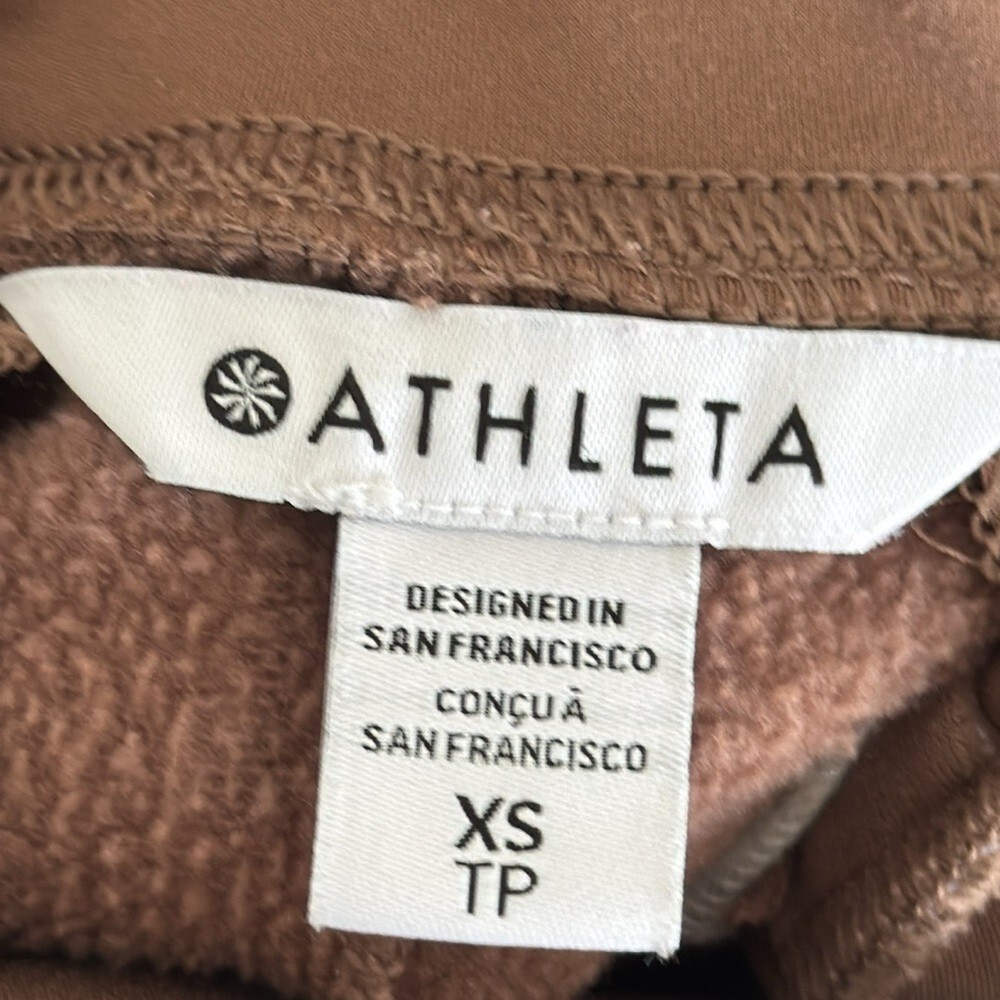 ATHLETA
DESIGNED IN
SAN FRANCISCO
CONÇU À
SAN FRANCISCO
XS
TP